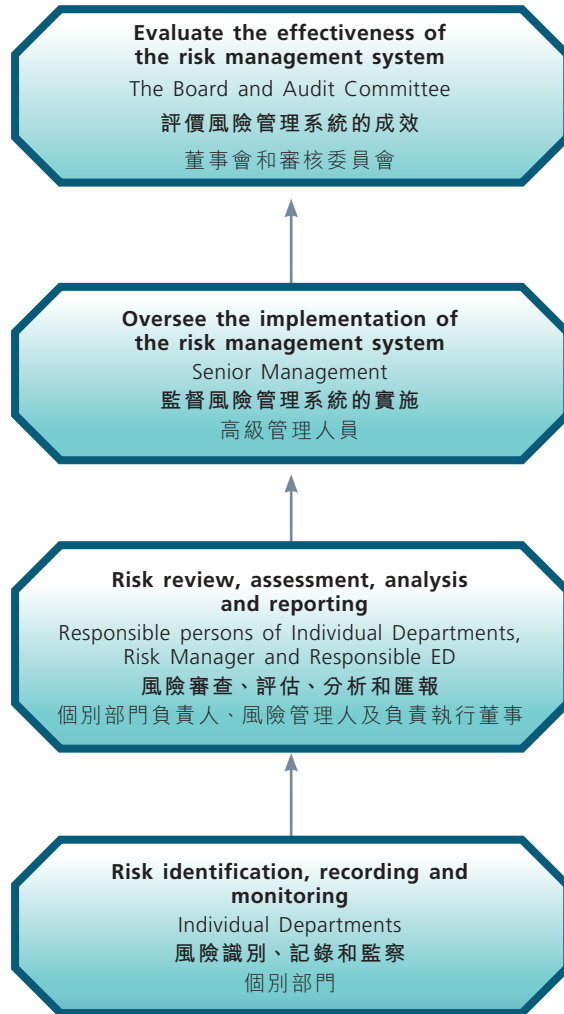 Evaluate the effectiveness of
the risk management system
The Board and Audit Committee
評價風險管理系統的成效
董事會和審核委員會
Oversee the implementation of
the risk management system
Senior Management
監督風險管理系統的實施
高級管理人員
Risk review, assessment, analysis
and reporting
Responsible persons of Individual Departments,
Risk Manager and Responsible ED
風險審查、評估、分析和匯報
個別部門負責人、風險管理人及負責執行董事
Risk identification, recording and
monitoring
Individual Departments
風險識別、記錄和監察
個別部門